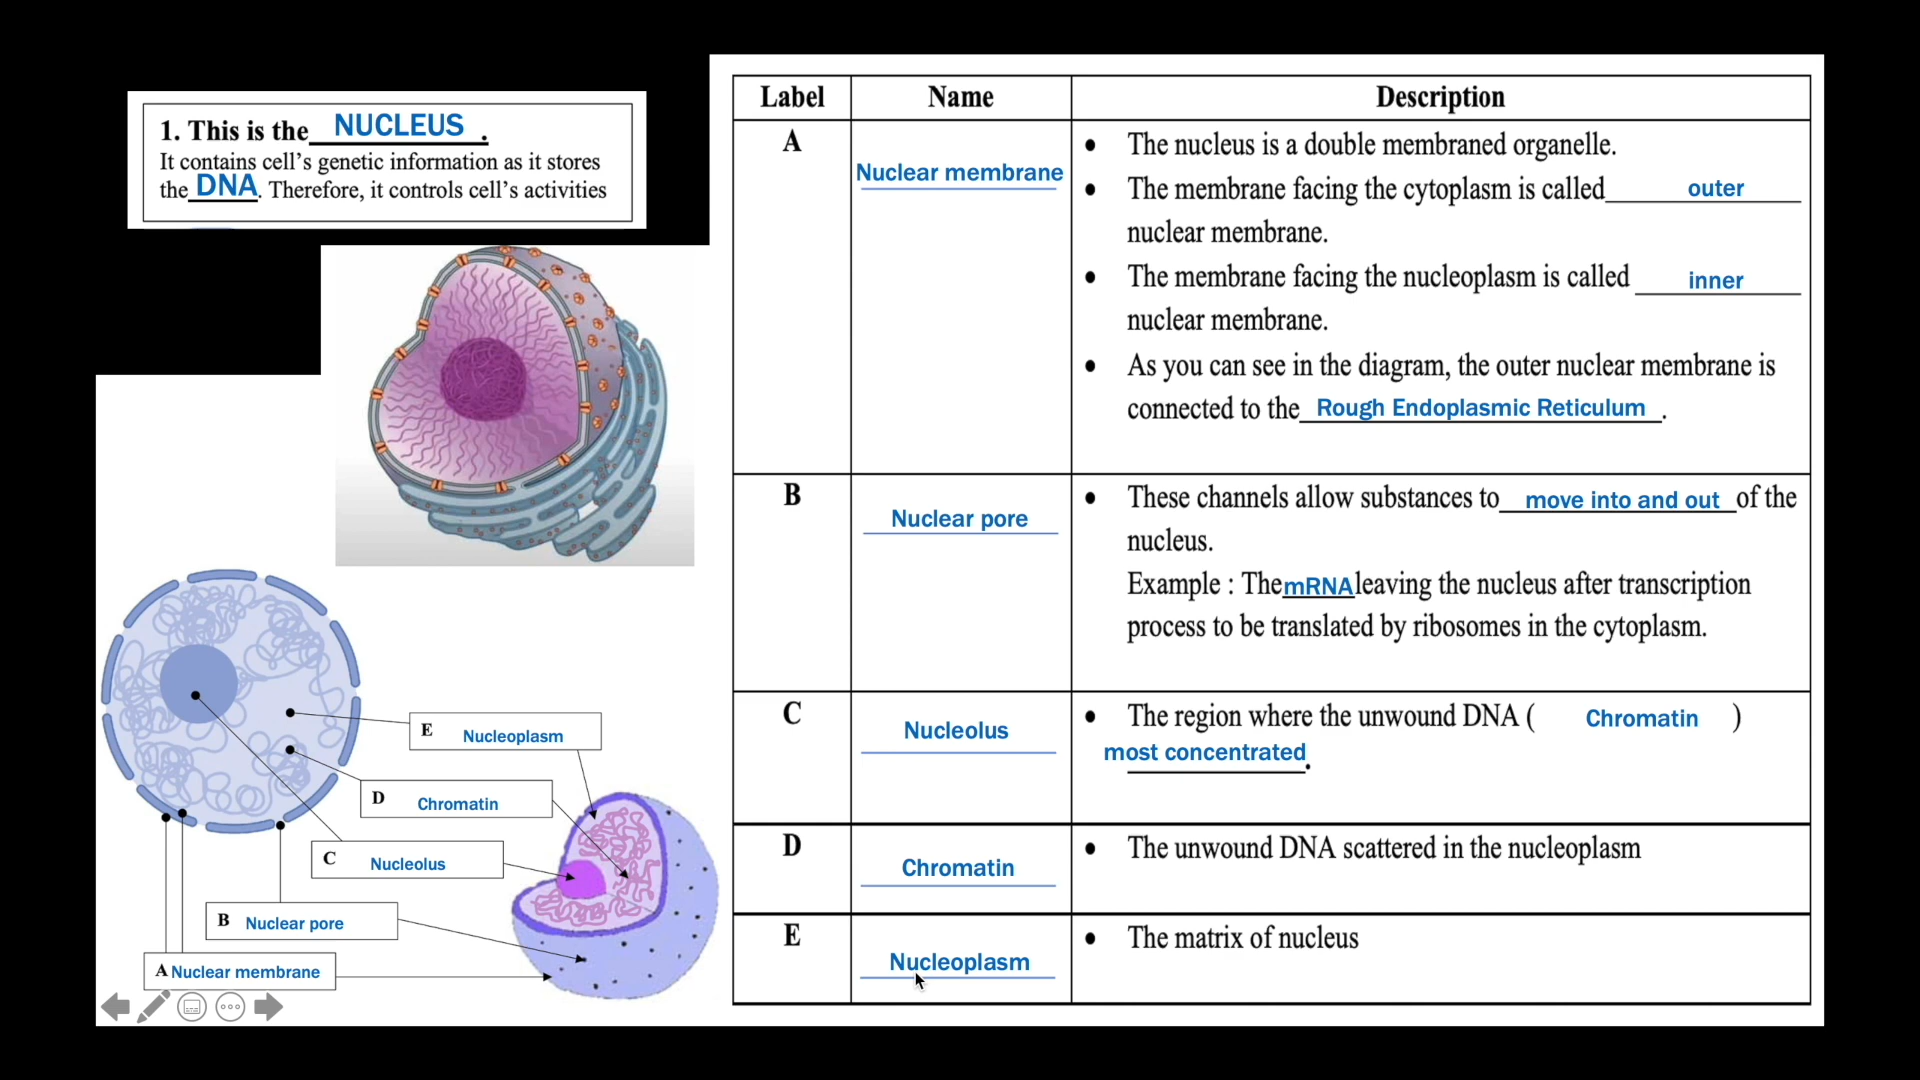 1. This is the NUCLEUS .
It contains cell's genetic information as it stores
the DNA. Therefore, it controls cell's activities
E Nucleoplasm
D Chromatin
C Nucleolus
B Nuclear pore
A Nuclear membrane
Label Name Description
A
Nuclear membrane
• The nucleus is a double membraned organelle.
• The membrane facing the cytoplasm is called outer
nuclear membrane.
• The membrane facing the nucleoplasm is called inner
nuclear membrane.
• As you can see in the diagram, the outer nuclear membrane is
connected to the Rough Endoplasmic Reticulum .
B
Nuclear pore
• These channels allow substances to move into and out of the
nucleus.
Example : The mRNA leaving the nucleus after transcription
process to be translated by ribosomes in the cytoplasm.
C
Nucleolus
• The region where the unwound DNA ( Chromatin )
most concentrated.
D
Chromatin
• The unwound DNA scattered in the nucleoplasm
E
Nucleoplasm
• The matrix of nucleus